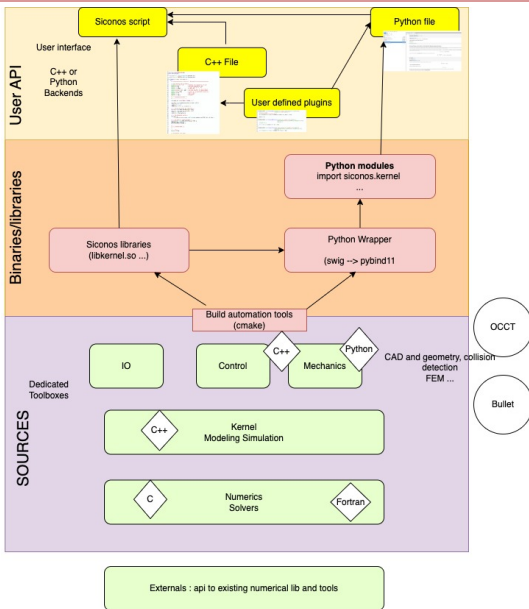 Siconos script
Python file
User interface
C++ or
Python
Backends
C++ File
User defined plugins
User API
Python modules
import siconos.kernel
...
Siconos libraries
(libkernel.so ...)
Python Wrapper
(swig --> pybind11
Binaries/libraries
Build automation tools
(cmake)
C++
Python
IO
Control
Mechanics
CAD and geometry, collision
detection
FEM ...
OCCT
Bullet
Dedicated
Toolboxes
C++
Kernel
Modeling Simulation
SOURCES
C
Numerics
Solvers
Fortran
Externals : api to existing numerical lib and tools